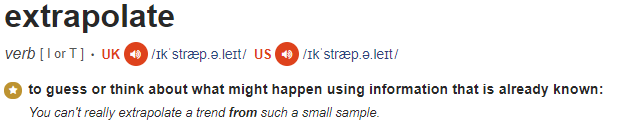 extrapolate
verb [ I or T ] • UK /ɪkˈstræp.ə.leɪt/ US /ɪkˈstræp.ə.leɪt/
to guess or think about what might happen using information that is already known:
You can't really extrapolate a trend from such a small sample.